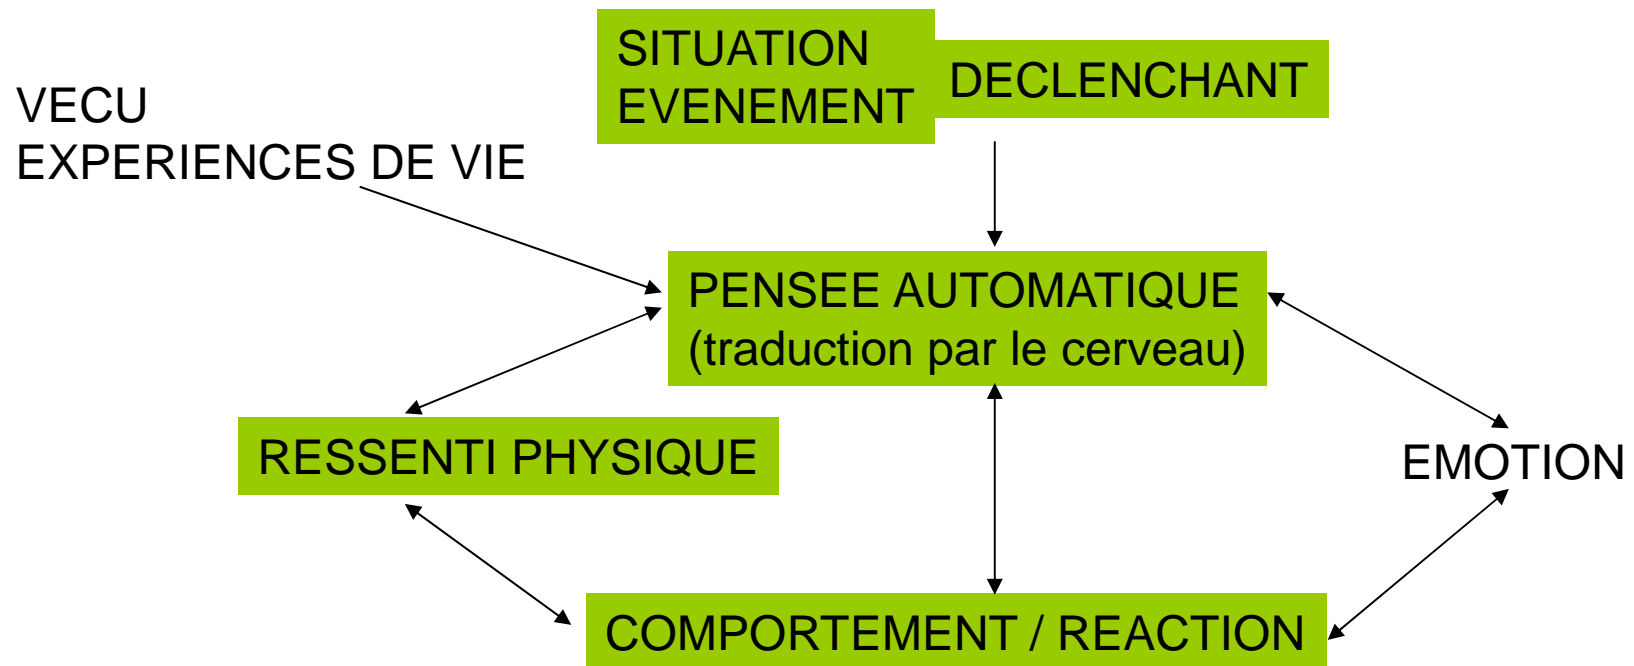 SITUATION
EVENEMENT
DECLENCHANT
VECU
EXPERIENCES DE VIE
PENSEE AUTOMATIQUE
(traduction par le cerveau)
RESSENTI PHYSIQUE
EMOTION
COMPORTEMENT / REACTION